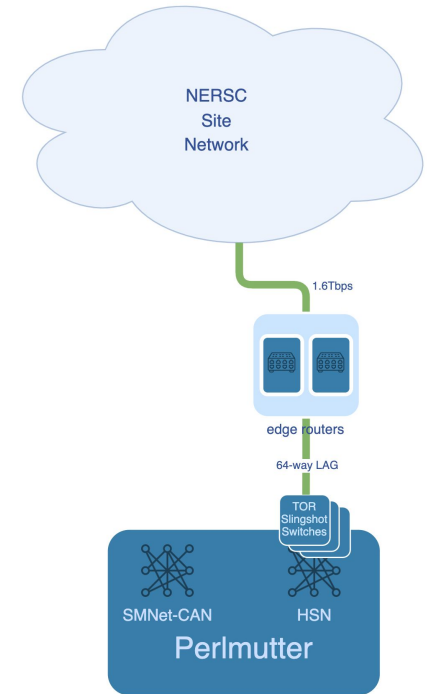 NERSC
Site
Network
1.6Tbps
edge routers
64-way LAG
TOR
Slingshot
Switches
SMNet-CAN
HSN
Perlmutter